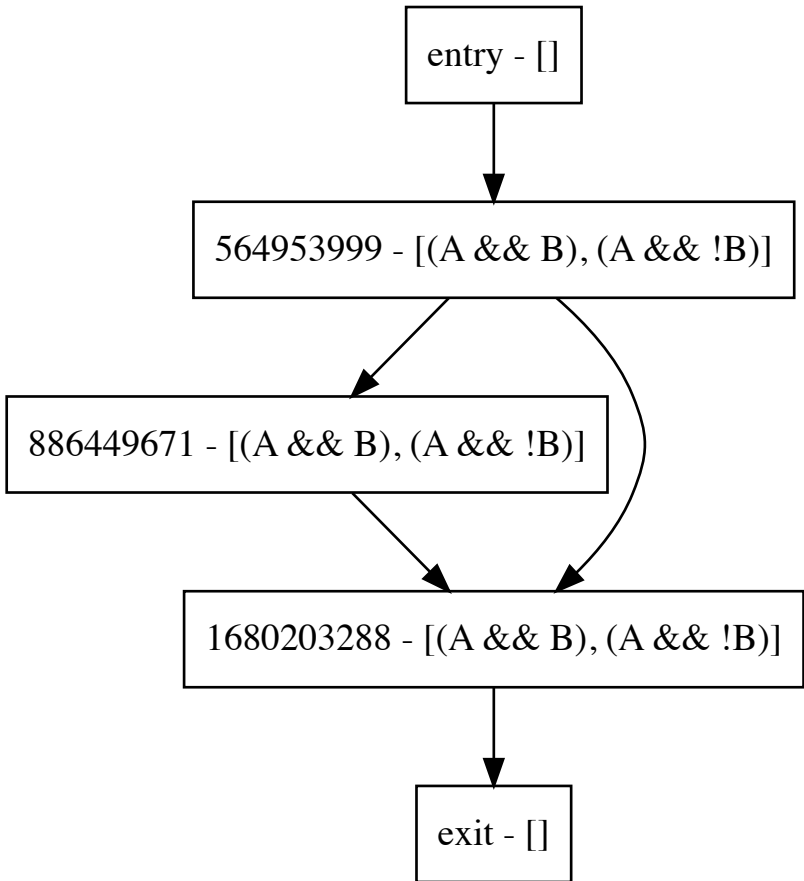 entry - []
564953999 - [(A && B), (A && !B)]
886449671 - [(A && B), (A && !B)]
1680203288 - [(A && B), (A && !B)]
exit - []